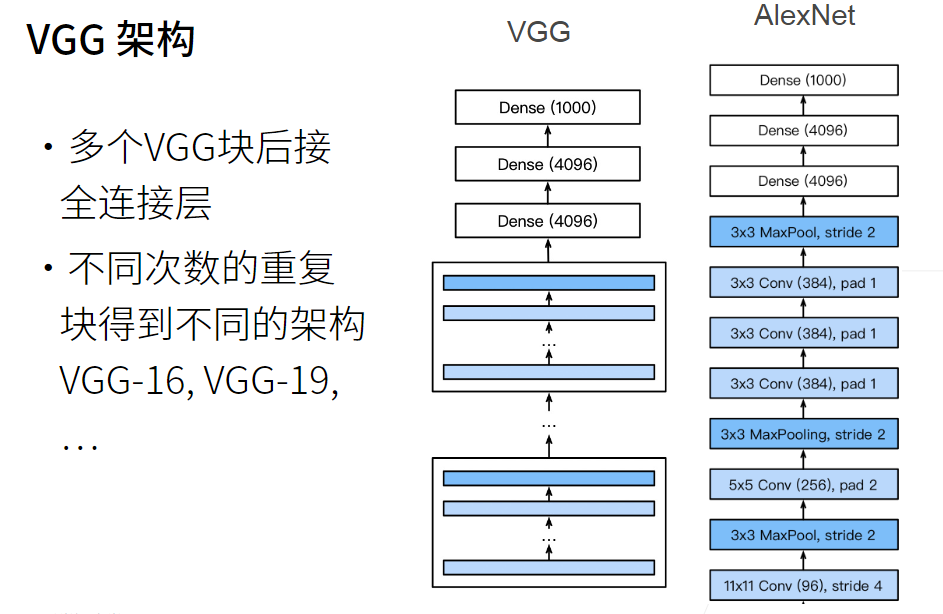 VGG 架构
• 多个VGG块后接
全连接层
• 不同次数的重复
块得到不同的架构
VGG-16, VGG-19,
…
VGG
Dense (1000)
Dense (4096)
Dense (4096)
...
...
...
AlexNet
Dense (1000)
Dense (4096)
Dense (4096)
3x3 MaxPool, stride 2
3x3 Conv (384), pad 1
3x3 Conv (384), pad 1
3x3 Conv (384), pad 1
3x3 MaxPooling, stride 2
5x5 Conv (256), pad 2
3x3 MaxPool, stride 2
11x11 Conv (96), stride 4